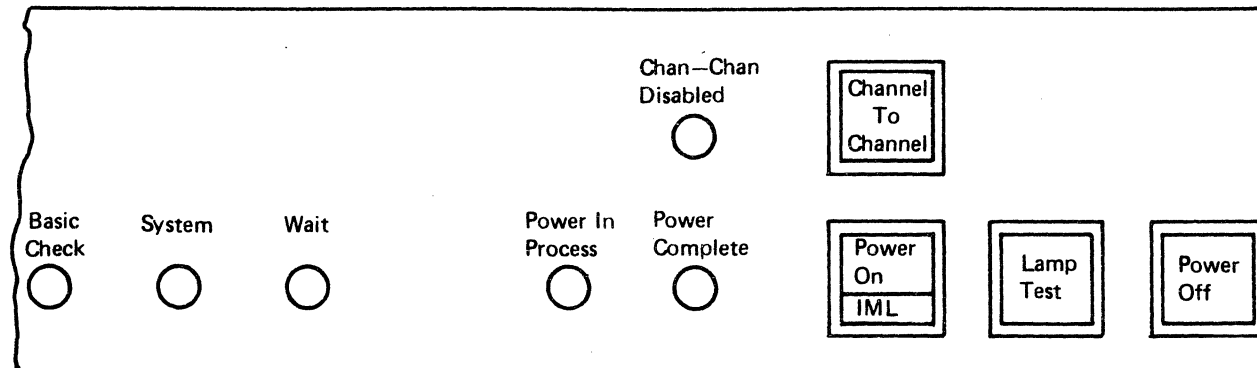 Chan—Chan
Disabled
Channel
To
Channel
Basic
Check
System
Wait
Power In
Process
Power
Complete
Power
On
IML
Lamp
Test
Power
Off